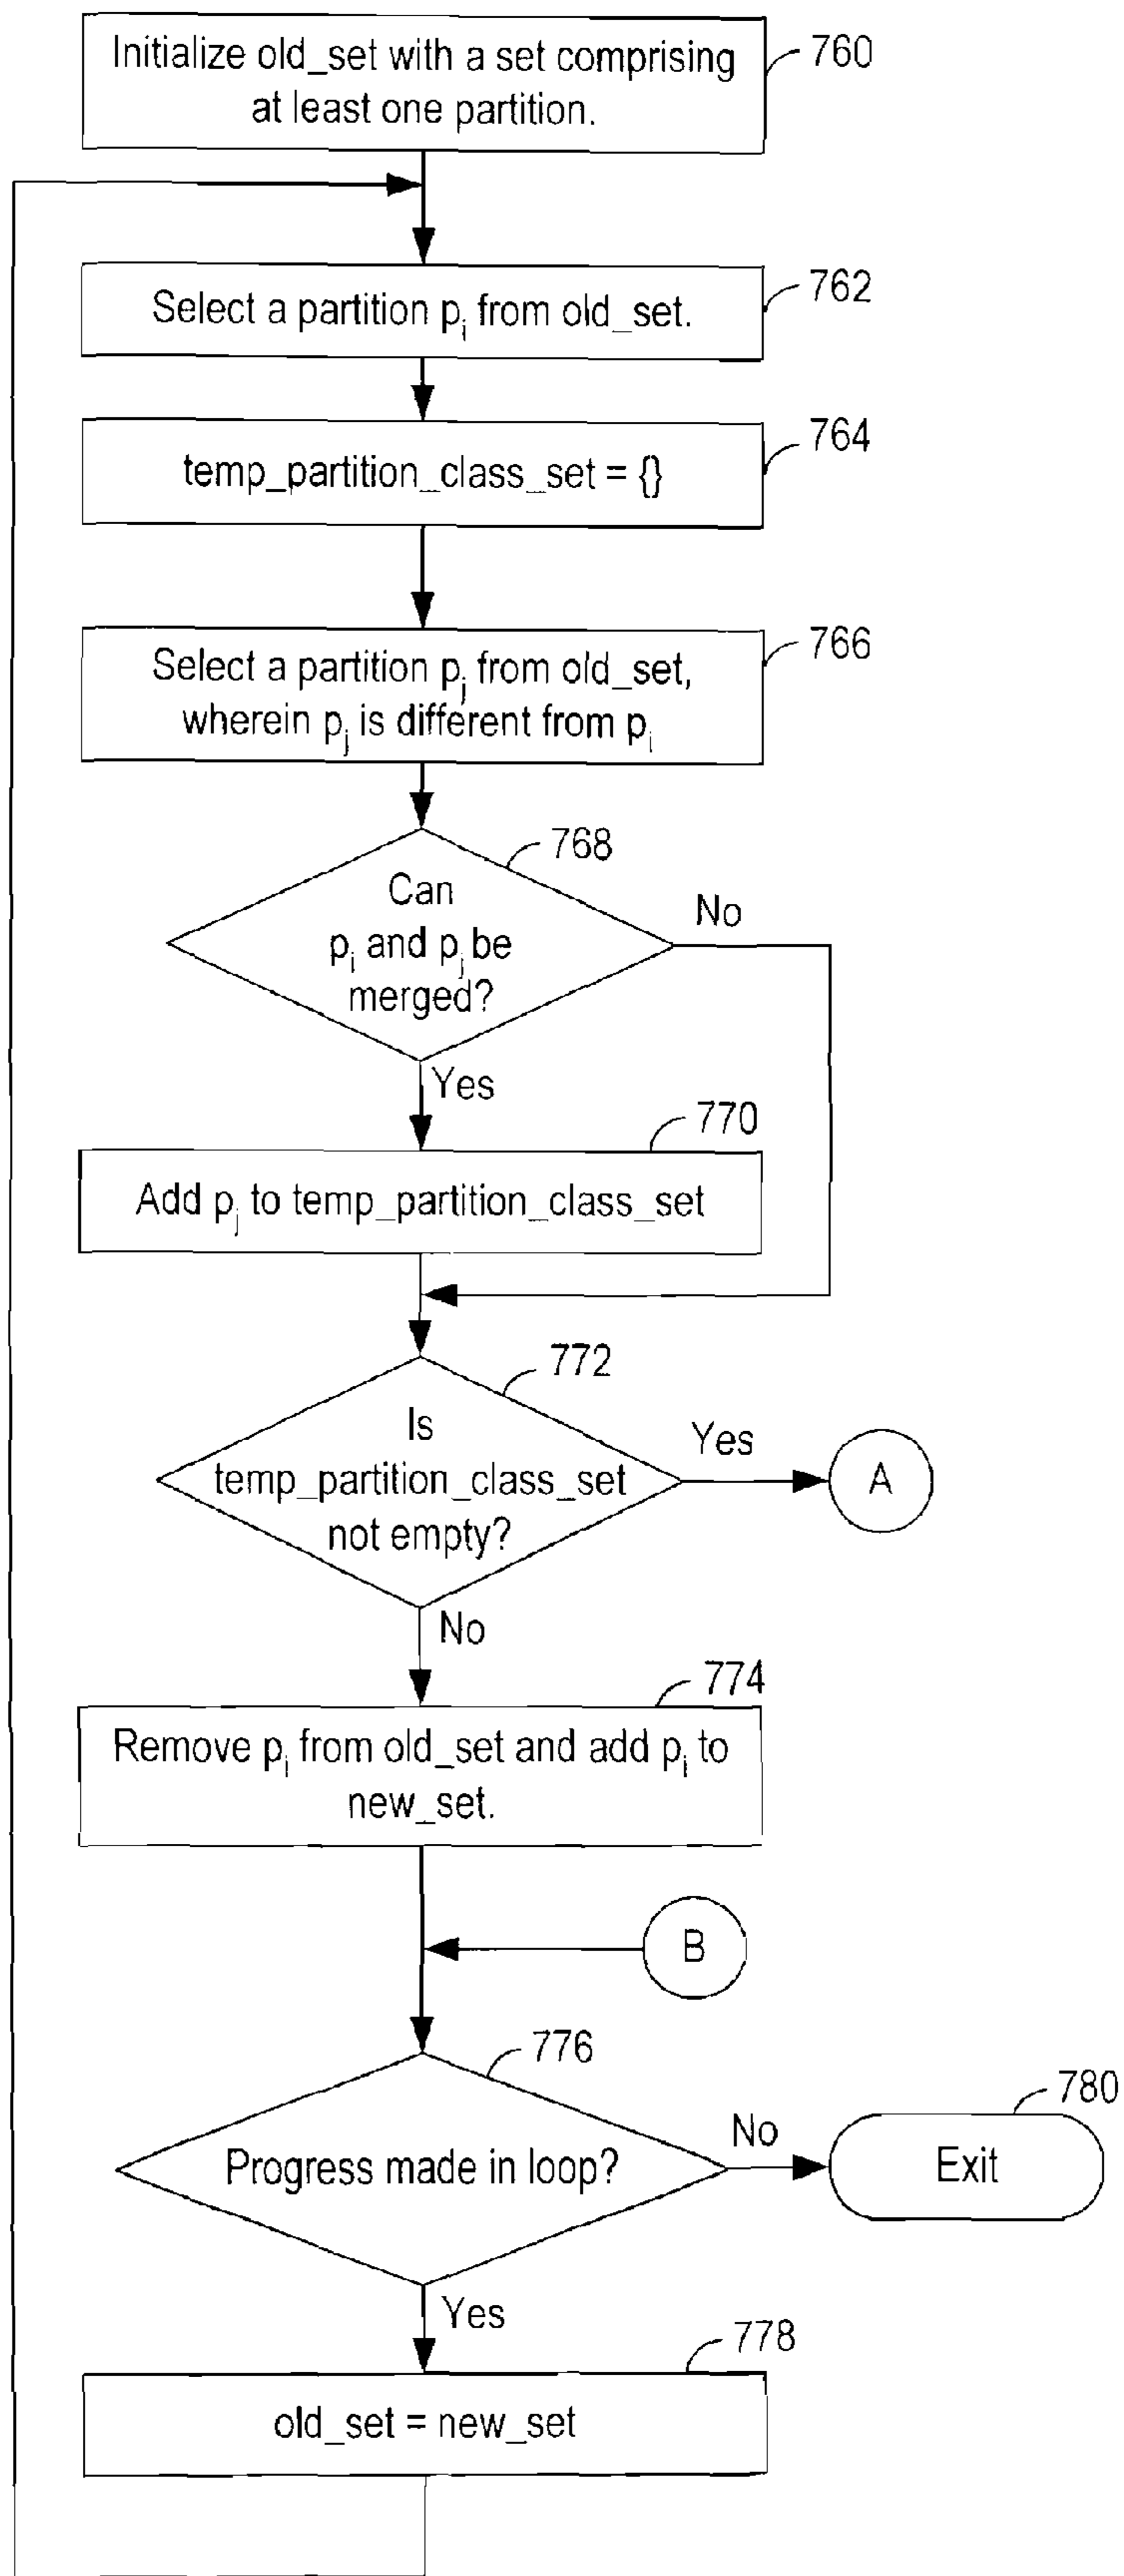 Initialize old_set with a set comprising
at least one partition.
760
Select a partition pi from old_set.
762
temp_partition_class_set = {}
764
Select a partition pj from old_set,
wherein pj is different from pi
766
768
Can
pi and pj be
merged?
No
Yes
770
Add pj to temp_partition_class_set
772
Is
temp_partition_class_set
not empty?
Yes
A
No
774
Remove pi from old_set and add pi to
new_set.
B
776
Progress made in loop?
No
780
Exit
Yes
778
old_set = new_set